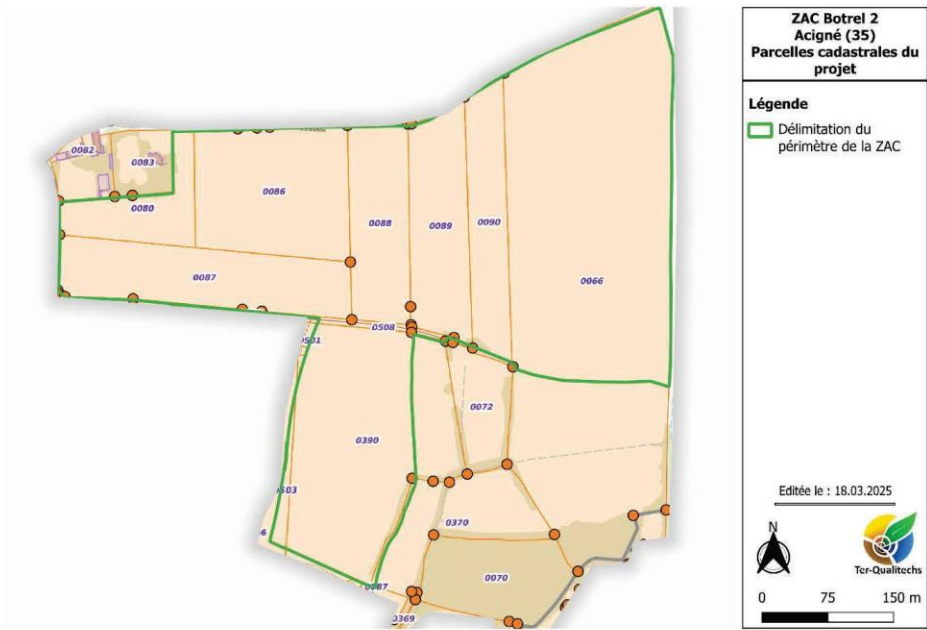 ZAC Botrel 2
Acigné (35)
Parcelles cadastrales du
projet
Légende
Délimitation du
périmètre de la ZAC
0082
0083
0080
0086
0088
0089
0090
0066
0087
0508
0072
0390
0370
0070
0369
Editée le : 18.03.2025
N
Ter-Qualitechs
0 75 150 m